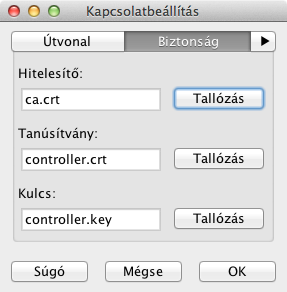 Kapcsolatbeállítás
Útvonal Biztonság
Hitelesítő:
ca.crt Tallózás
Tanúsítvány:
controller.crt Tallózás
Kulcs:
controller.key Tallózás
Súgó Mégse OK